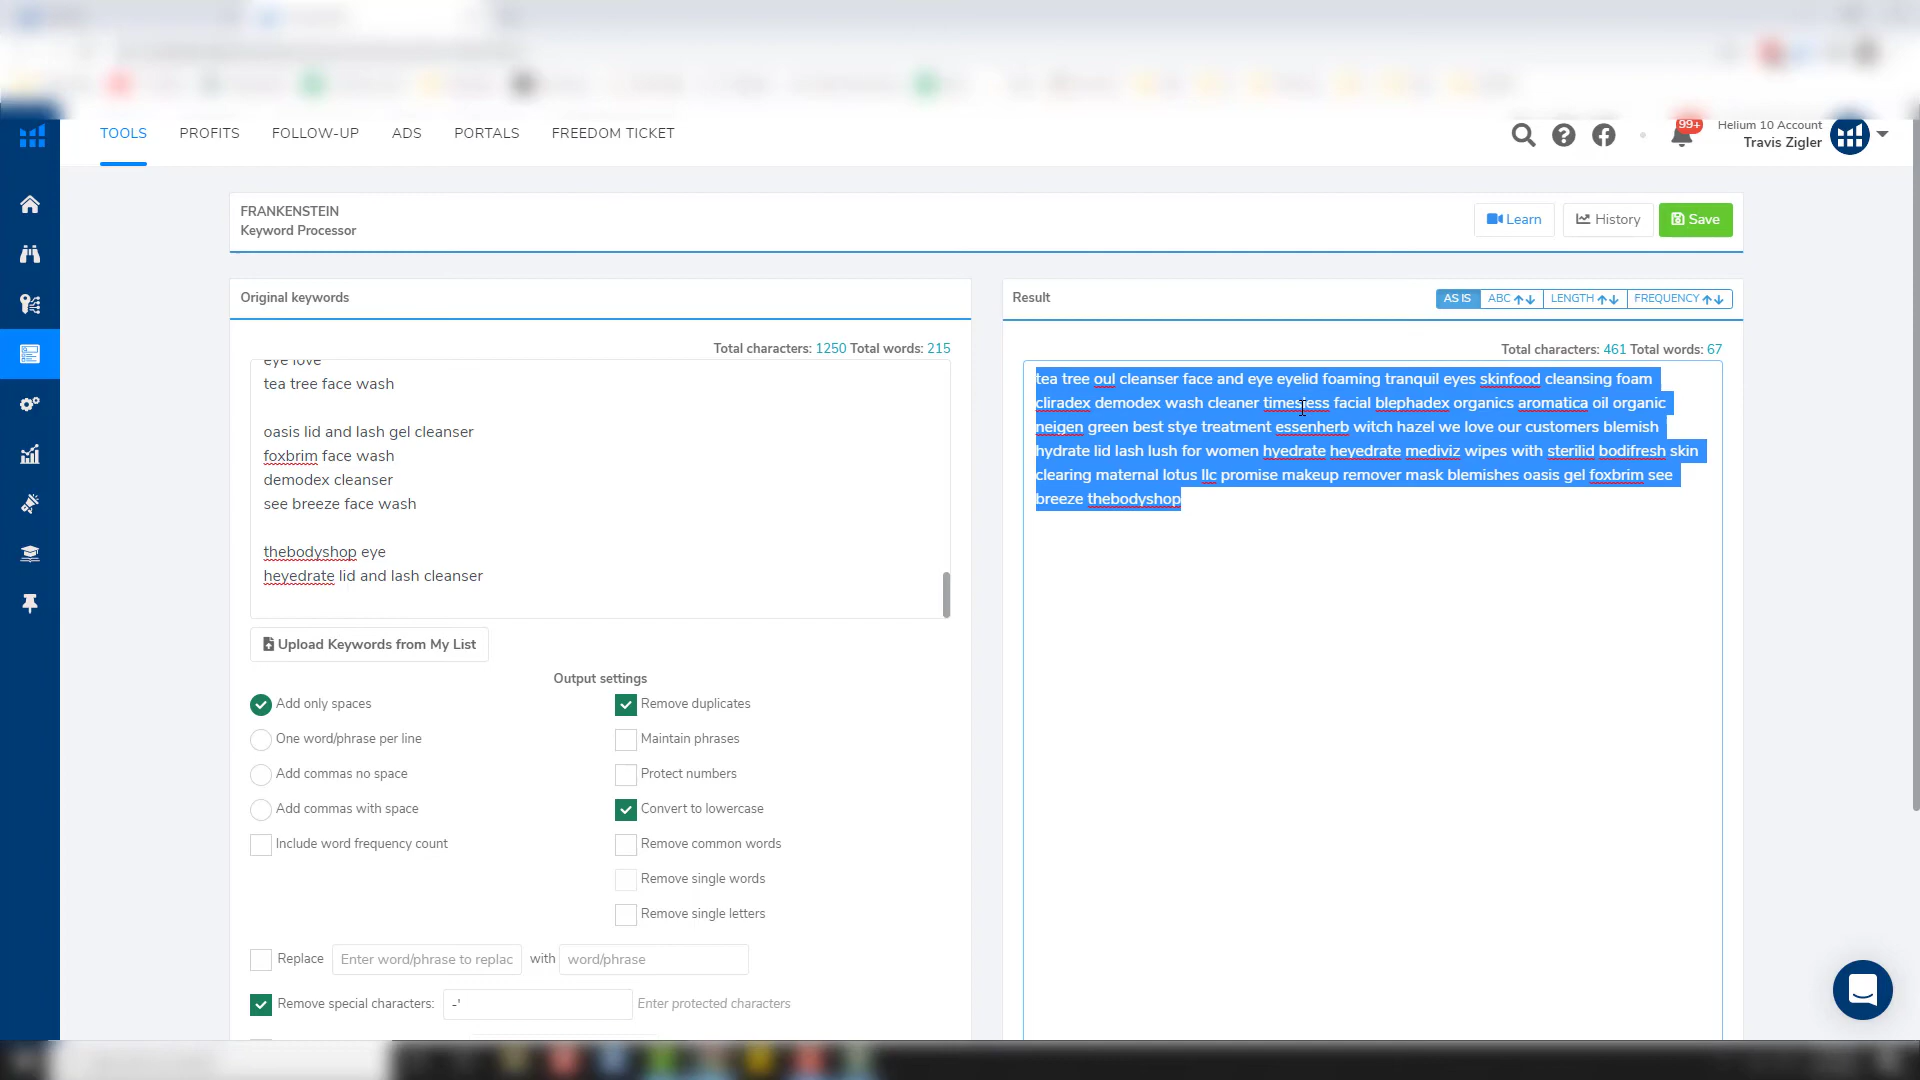 TOOLS PROFITS FOLLOW-UP ADS PORTALS FREEDOM TICKET
99+
Helium 10 Account
Travis Zigler
FRANKENSTEIN
Keyword Processor
Learn
History
Save
Original keywords
Total characters: 1250 Total words: 215
eye love
tea tree face wash
oasis lid and lash gel cleanser
foxbrim face wash
demodex cleanser
see breeze face wash
thebodyshop eye
heyedrate lid and lash cleanser
Upload Keywords from My List
Output settings
Add only spaces
Remove duplicates
One word/phrase per line
Maintain phrases
Add commas no space
Protect numbers
Add commas with space
Convert to lowercase
Include word frequency count
Remove common words
Remove single words
Remove single letters
Replace Enter word/phrase to replac with word/phrase
Remove special characters: -' Enter protected characters
Result
AS IS ABC LENGTH FREQUENCY
Total characters: 461 Total words: 67
tea tree oul cleanser face and eye eyelid foaming tranquil eyes skinfood cleansing foam
cliradex demodex wash cleaner facial blephadex organics aromatica oil organic
neigen green best stye treatment essenherb witch hazel we love our customers blemish
hydrate lid lash lush for women hyedrate heyedrate mediviz wipes with sterilid bodifresh skin
clearing maternal lotus llc promise makeup remover mask blemishes oasis gel foxbrim see
breeze thebodyshop